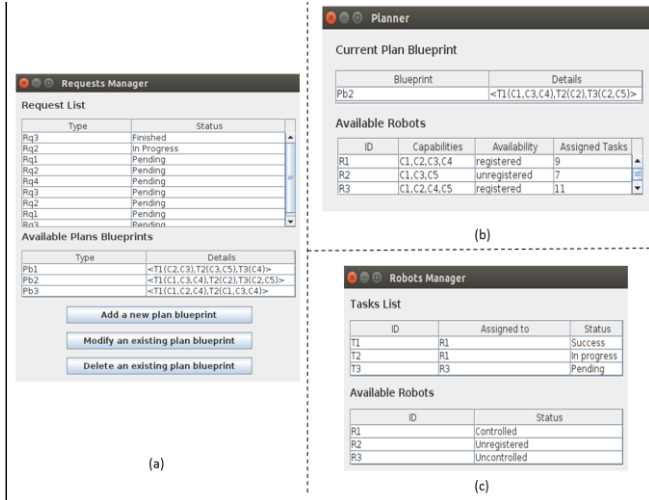 Requests Manager
Request List
Type Status
Rq3 Finished
Rq2 In Progress
Rq1 Pending
Rq2 Pending
Rq4 Pending
Rq3 Pending
Rq2 Pending
Rq1 Pending
Rq3 Pending
Available Plans Blueprints
Type Details
Pb1 <T1(C2,C3),T2(C3,C5),T3(C4)>
Pb2 <T1(C1,C3,C4),T2(C2),T3(C2,C5)>
Pb3 <T1(C1,C2,C4),T2(C1,C3,C4)>
Add a new plan blueprint
Modify an existing plan blueprint
Delete an existing plan blueprint
(a)
Planner
Current Plan Blueprint
Blueprint Details
Pb2 <T1(C1,C3,C4),T2(C2),T3(C2,C5)>
Available Robots
ID Capabilities Availability Assigned Tasks
R1 C1,C2,C3,C4 registered 9
R2 C1,C3,C5 unregistered 7
R3 C1,C2,C4,C5 registered 11
(b)
Robots Manager
Tasks List
ID Assigned to Status
T1 R1 Success
T2 R1 In progress
T3 R3 Pending
Available Robots
ID Status
R1 Controlled
R2 Unregistered
R3 Uncontrolled
(c)